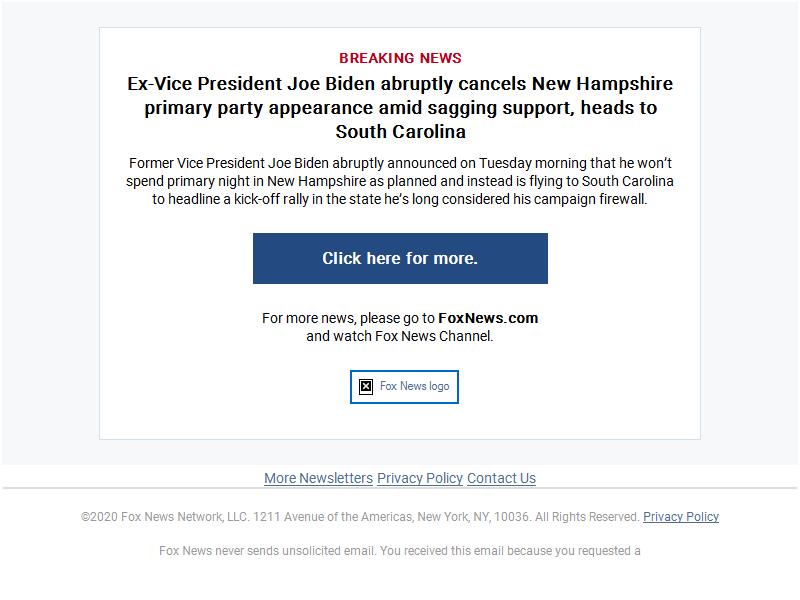 BREAKING NEWS
Ex-Vice President Joe Biden abruptly cancels New Hampshire
primary party appearance amid sagging support, heads to
South Carolina
Former Vice President Joe Biden abruptly announced on Tuesday morning that he won’t
spend primary night in New Hampshire as planned and instead is flying to South Carolina
to headline a kick-off rally in the state he’s long considered his campaign firewall.
Click here for more.
For more news, please go to FoxNews.com
and watch Fox News Channel.
Fox News logo
More Newsletters Privacy Policy Contact Us
©2020 Fox News Network, LLC. 1211 Avenue of the Americas, New York, NY, 10036. All Rights Reserved. Privacy Policy
Fox News never sends unsolicited email. You received this email because you requested a